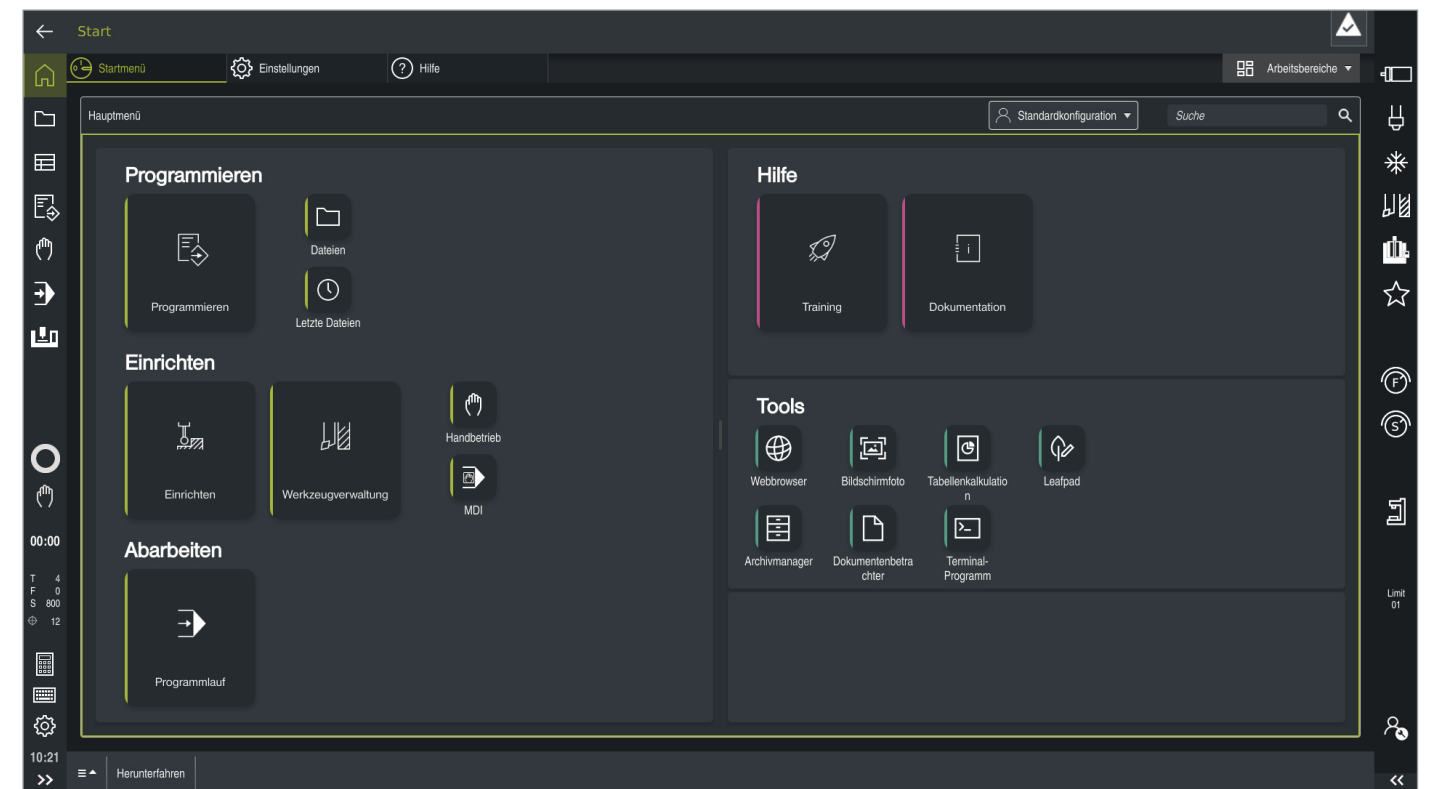 Start
Startmenü
Einstellungen
? Hilfe
Arbeitsbereiche
Hauptmenü
Standardkonfiguration
Suche
Programmieren
Programmieren
Dateien
Letzte Dateien
Einrichten
Einrichten
Werkzeugverwaltung
Handbetrieb
MDI
Abarbeiten
Programmlauf
Hilfe
Training
i
Dokumentation
Tools
Webbrowser
Bildschirmfoto
Tabellenkalkulatio
n
Leafpad
Archivmanager
Dokumentenbetra
chter
Terminal-
Programm
00:00
T 4
F 0
S 800
12
10:21
Herunterfahren
F
S
Limit
01